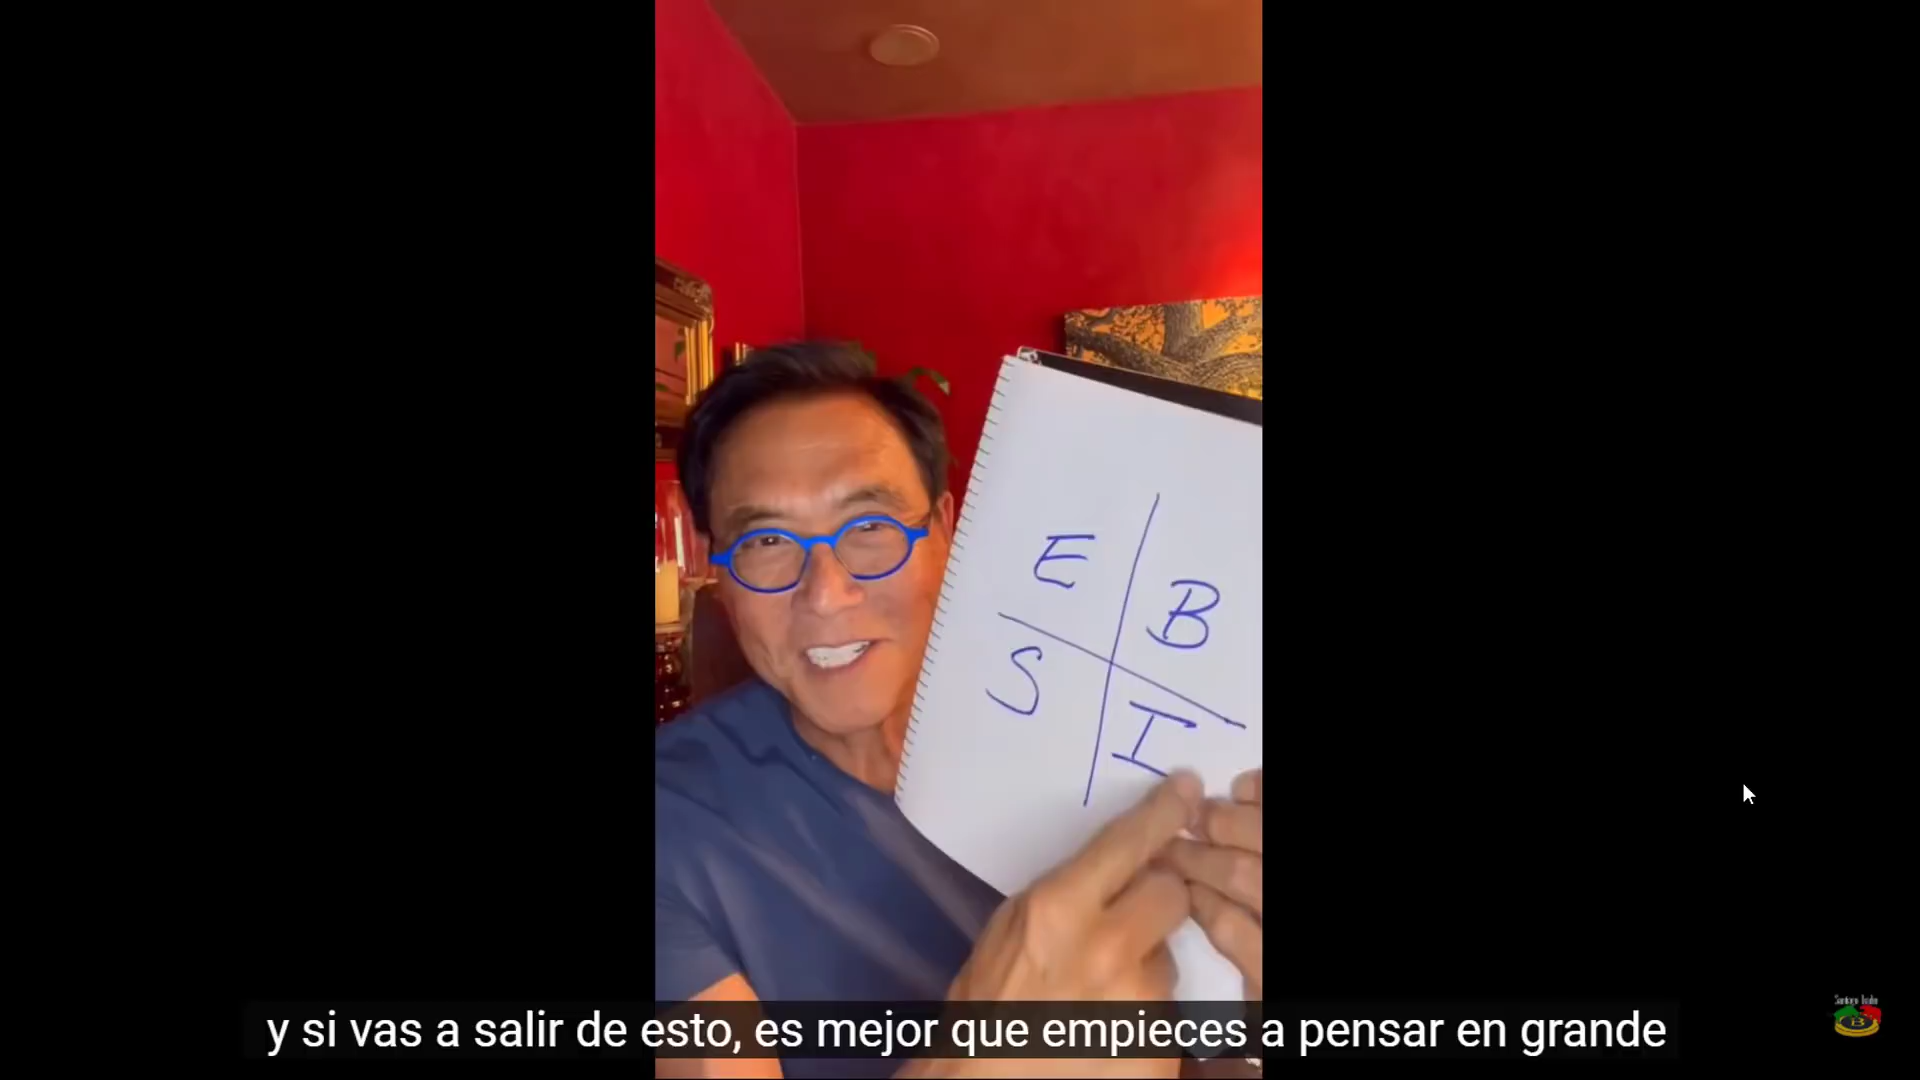 E
B
S
I
y si vas a salir de esto, es mejor que empieces a pensar en grande